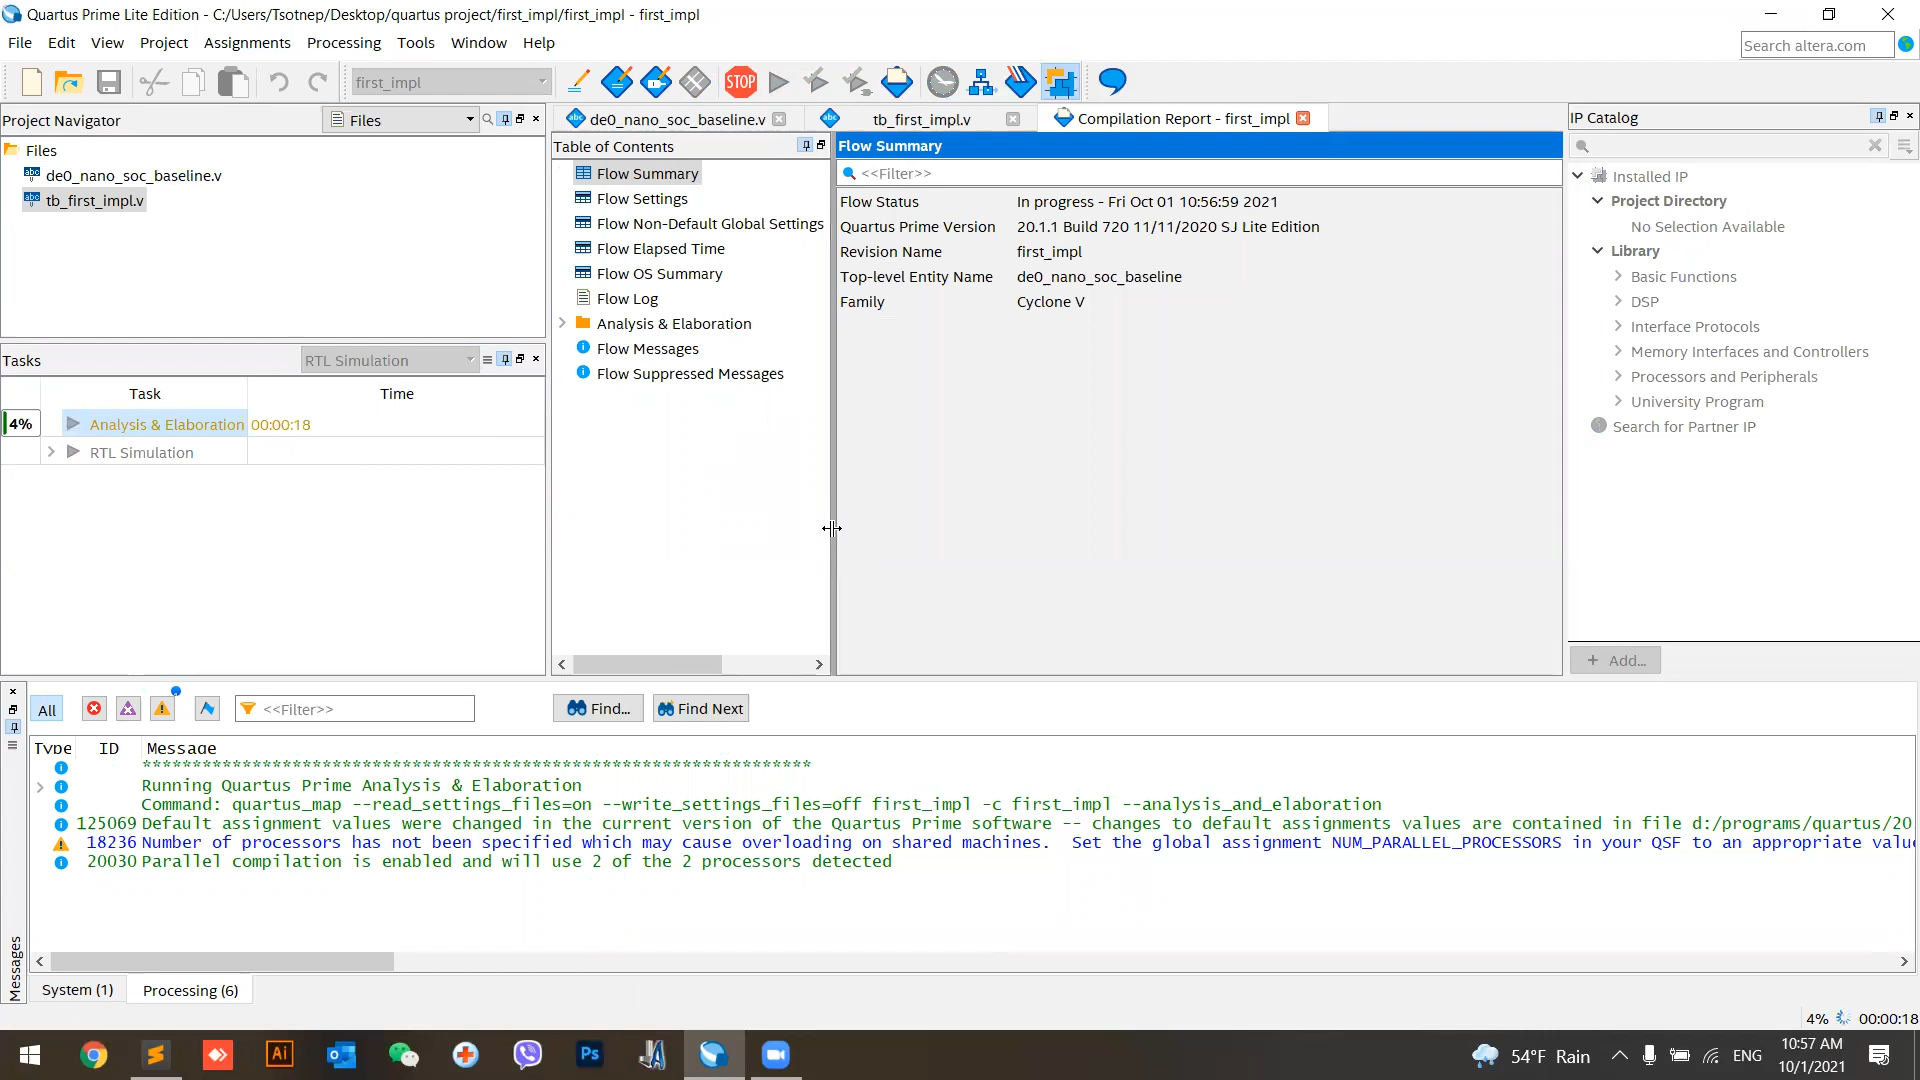 Quartus Prime Lite Edition - C:/Users/Tsotnep/Desktop/quartus project/first_impl/first_impl - first_impl
File Edit View Project Assignments Processing Tools Window Help
Search altera.com
first_impl
STOP
Project Navigator
Files
Files
de0_nano_soc_baseline.v
tb_first_impl.v
Tasks
RTL Simulation
Task Time
4% Analysis & Elaboration 00:00:18
RTL Simulation
de0_nano_soc_baseline.v
tb_first_impl.v
Compilation Report - first_impl
Table of Contents
Flow Summary
Flow Settings
Flow Non-Default Global Settings
Flow Elapsed Time
Flow OS Summary
Flow Log
Analysis & Elaboration
Flow Messages
Flow Suppressed Messages
Flow Summary
<<Filter>>
Flow Status In progress - Fri Oct 01 10:56:59 2021
Quartus Prime Version 20.1.1 Build 720 11/11/2020 SJ Lite Edition
Revision Name first_impl
Top-level Entity Name de0_nano_soc_baseline
Family Cyclone V
IP Catalog
Installed IP
Project Directory
No Selection Available
Library
Basic Functions
DSP
Interface Protocols
Memory Interfaces and Controllers
Processors and Peripherals
University Program
Search for Partner IP
+ Add...
All
<<Filter>>
Find...
Find Next
Type ID Message
*******************************************************************
Running Quartus Prime Analysis & Elaboration
Command: quartus_map --read_settings_files=on --write_settings_files=off first_impl -c first_impl --analysis_and_elaboration
125069 Default assignment values were changed in the current version of the Quartus Prime software -- changes to default assignments values are contained in file d:/programs/quartus/20
18236 Number of processors has not been specified which may cause overloading on shared machines. Set the global assignment NUM_PARALLEL_PROCESSORS in your QSF to an appropriate value
20030 Parallel compilation is enabled and will use 2 of the 2 processors detected
Messages
System (1)
Processing (6)
4% 00:00:18
Ai
Ps
54°F Rain
ENG
10:57 AM
10/1/2021